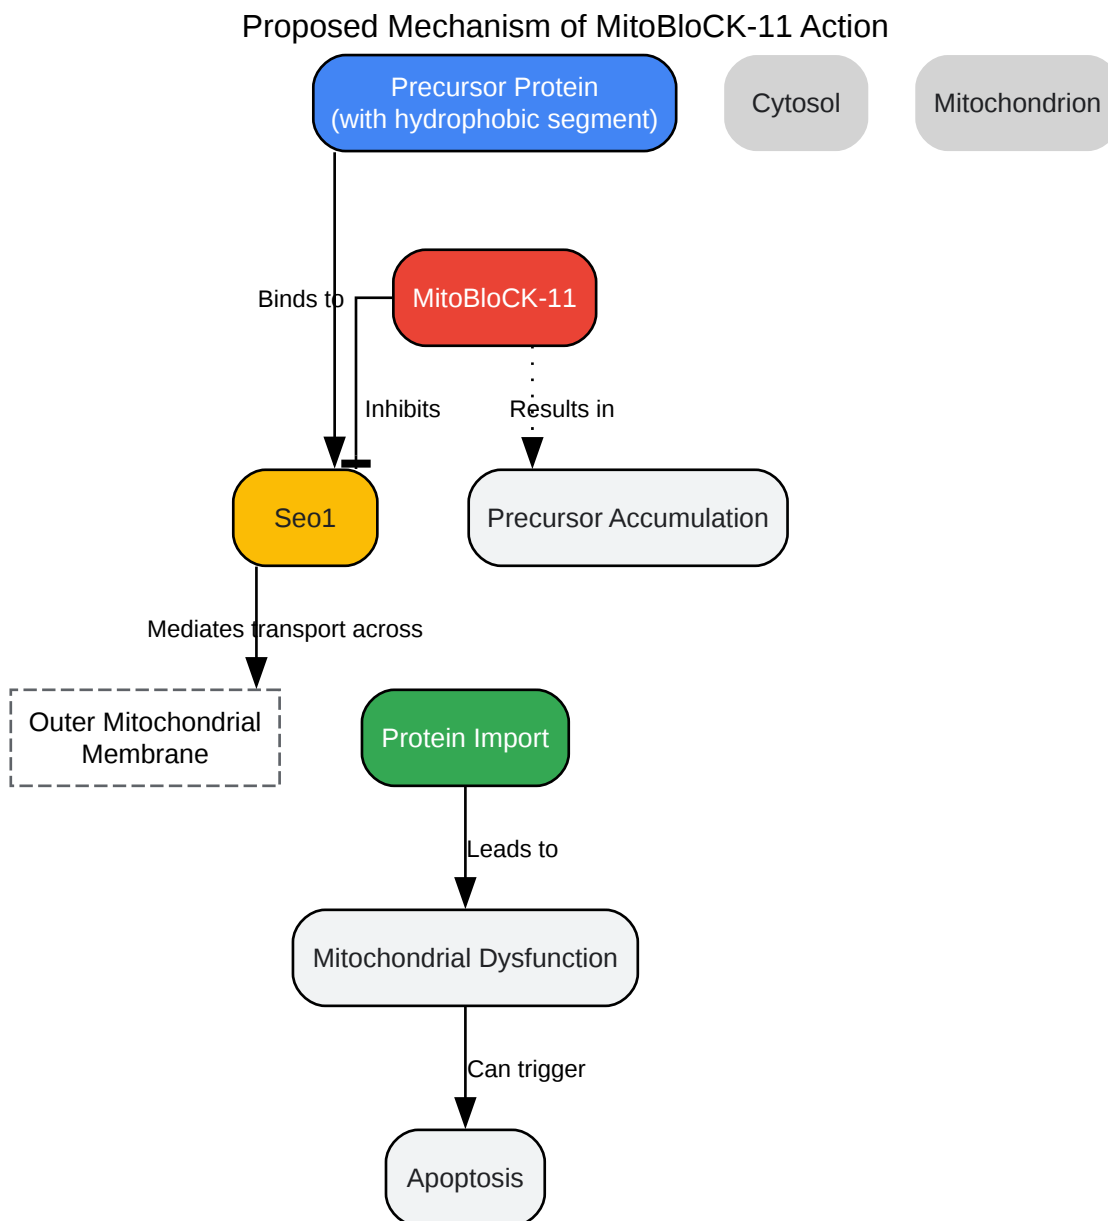 Proposed Mechanism of MitoBloCK-11 Action
Precursor Protein
(with hydrophobic segment)
Cytosol
Mitochondrion
Binds to
MitoBloCK-11
Inhibits
Results in
Seo1
Precursor Accumulation
Mediates transport across
Outer Mitochondrial
Membrane
Protein Import
Leads to
Mitochondrial Dysfunction
Can trigger
Apoptosis